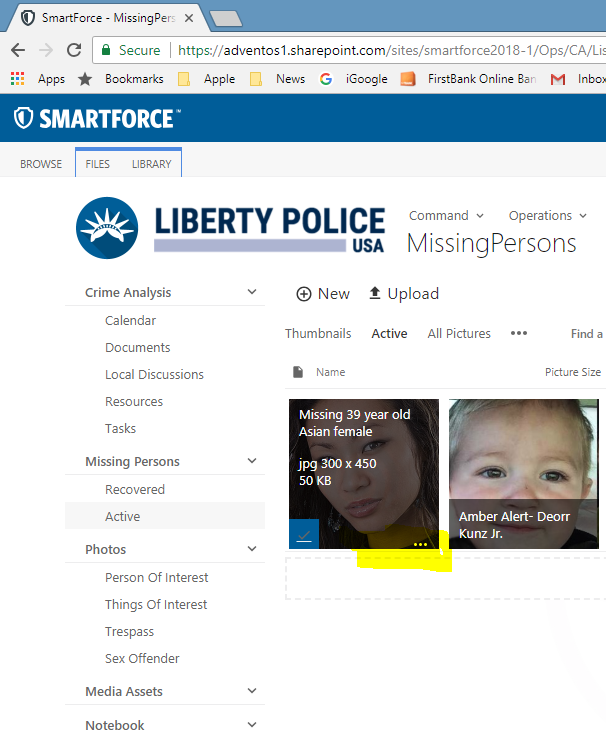 SmartForce - MissingPers
Secure
https://adventos1.sharepoint.com/sites/smartforce2018-1/Ops/CA/Lis
Apps Bookmarks Apple News G iGoogle FirstBank Online Ban Inbox
SMARTFORCE™
BROWSE FILES LIBRARY
LIBERTY POLICE
USA
Command Operations
MissingPersons
Crime Analysis
Calendar
Documents
Local Discussions
Resources
Tasks
Missing Persons
Recovered
Active
Photos
Person Of Interest
Things Of Interest
Trespass
Sex Offender
Media Assets
Notebook
New Upload
Thumbnails Active All Pictures ••• Find a
Name Picture Size
Missing 39 year old
Asian female
jpg 300 x 450
50 KB
...
Amber Alert- Deorr
Kunz Jr.